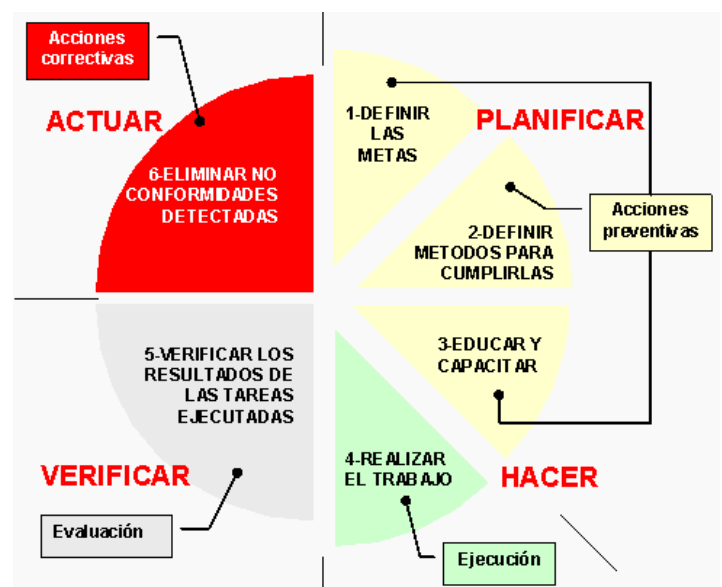 Acciones
correctivas
ACTUAR
6-ELIMINAR NO
CONFORMIDADES
DETECTADAS
1-DEFINIR
LAS
METAS
PLANIFICAR
2-DEFINIR
METODOS PARA
CUMPLIRLAS
Acciones
preventivas
3-EDUCAR Y
CAPACITAR
4-REALIZAR
EL TRABAJO
HACER
Ejecución
5-VERIFICAR LOS
RESULTADOS DE
LAS TAREAS
EJECUTADAS
VERIFICAR
Evaluación